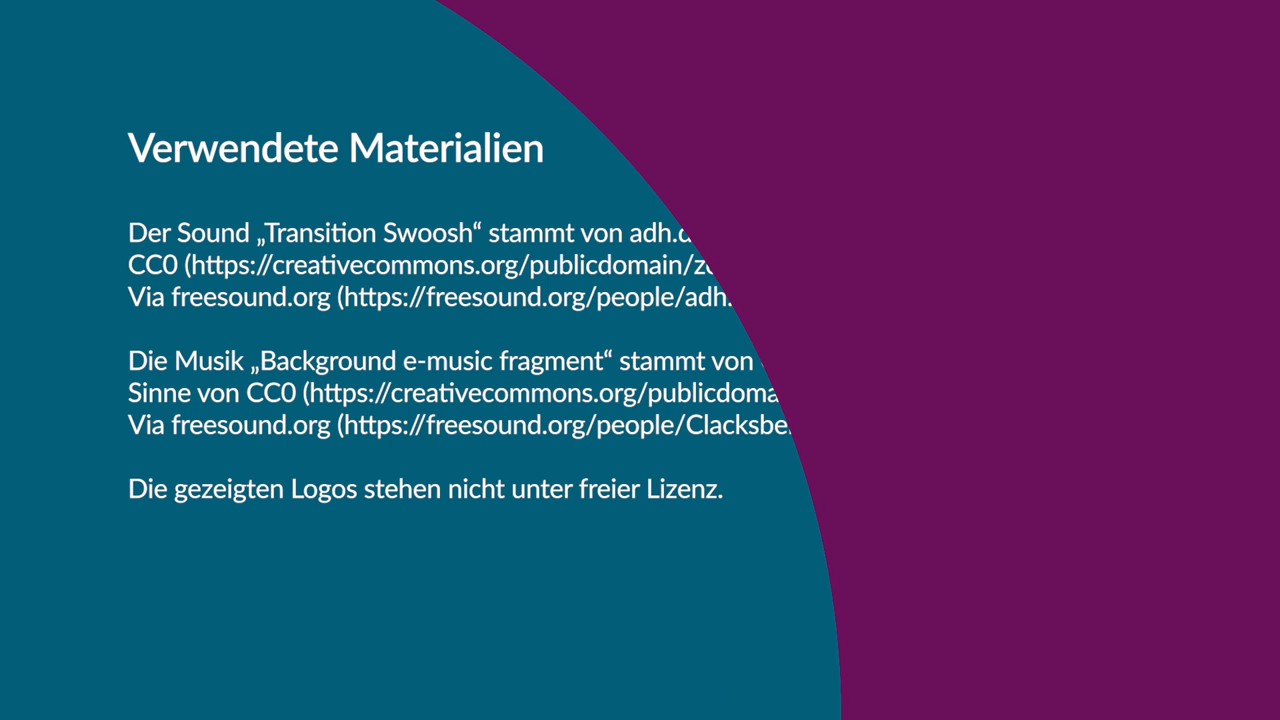 Verwendete Materialien
Der Sound „Transition Swoosh“ stammt von
CC0 (https://creativecommons.org/publicdomain/
Via freesound.org (https://freesound.org/people/adh.
Die Musik „Background e-music fragment“ stammt von
Sinne von CC0 (https://creativecommons.org/publicdoma
Via freesound.org (https://freesound.org/people/Clacksbe
Die gezeigten Logos stehen nicht unter freier Lizenz.